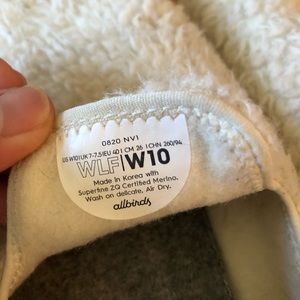 0820 NV1
US W10 | UK 7-7.5 | EU 40 | CM 26 | CHN 260/94
WLF|W10
Made in Korea with
Superfine ZQ Certified Merino.
Wash on delicate, Air Dry.
allbirds